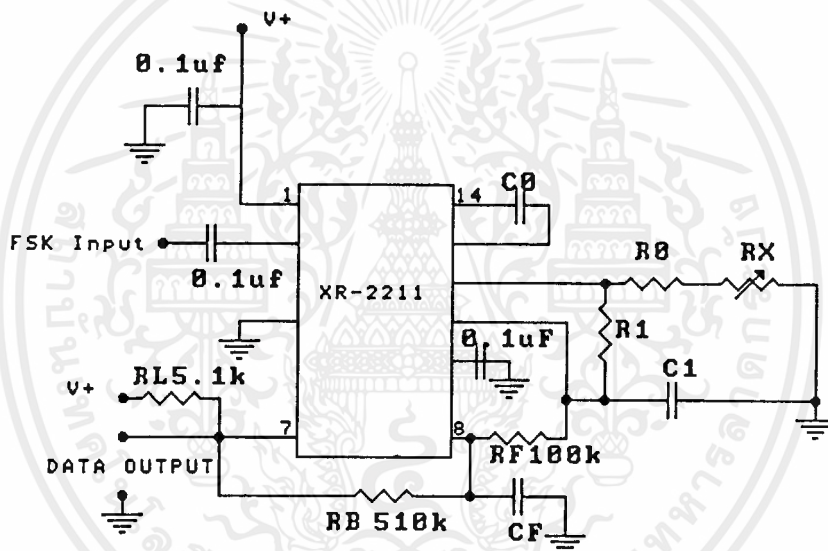 V+
0.1uf
1
14
C0
FSK Input
0.1uf
XR-2211
R0
RX
R1
0.1uF
C1
V+
RL5.1k
7
8
RF100k
DATA OUTPUT
RB 510k
CF